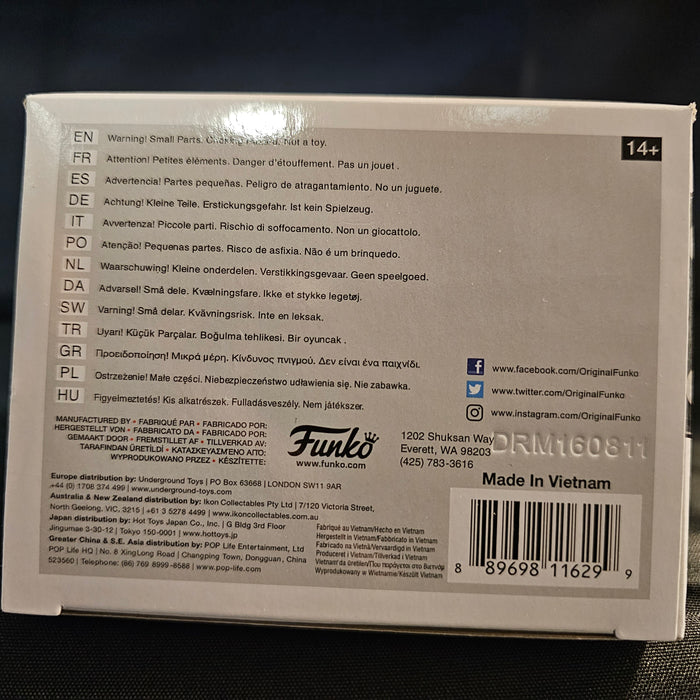 14+
EN Warning! Small Parts. Not a toy.
FR Attention! Petites éléments. Danger d'étouffement. Pas un jouet .
ES Advertencia! Partes pequeñas. Peligro de atragantamiento. No un juguete.
DE Achtung! Kleine Teile. Erstickungsgefahr. Ist kein Spielzeug.
IT Avvertenza! Piccole parti. Rischio di soffocamento. Non un giocattolo.
PO Atenção! Pequenas partes. Risco de asfixia. Não é um brinquedo.
NL Waarschuwing! Kleine onderdelen. Verstikkingsgevaar. Geen speelgoed.
DA Advarsel! Små dele. Kvælningsfare. Ikke et stykke legetøj.
SW Varning! Små delar. Kvävningsrisk. Inte en leksak.
TR Uyarı! Küçük Parçalar. Boğulma tehlikesi. Bir oyuncak .
GR Προειδοποίηση! Μικρά μέρη. Κίνδυνος πνιγμού. Δεν είναι ένα παιχνίδι.
PL Ostrzeżenie! Małe części. Niebezpieczeństwo udławienia się. Nie zabawka.
HU Figyelmeztetés! Kis alkatrészek. Fulladásveszély. Nem játékszer.
www.facebook.com/OriginalFunko
www.twitter.com/OriginalFunko
www.instagram.com/OriginalFunko
MANUFACTURED BY • FABRIQUÉ PAR • FABRICADO POR:
HERGESTELLT VON • FABBRICATO DA • FABRICADO POR:
GEMAAKT DOOR • FREMSTILLET AF • TILLVERKAD AV:
TARAFINDAN ÜRETİLDİ • ΚΑΤΑΣΚΕΥΑΣΜΕΝΟ ΑΠΟ:
WYPRODUKOWANO PRZEZ • KÉSZÍTETTE:
Funko
www.funko.com
1202 Shuksan Way
Everett, WA 98203
(425) 783-3616
DRM160811
Made In Vietnam
Europe distribution by: Underground Toys | PO Box 63668 | LONDON SW11 9AR
+44 (0) 1708 374 499 | www.underground-toys.com
Australia & New Zealand distribution by: Ikon Collectables Pty Ltd | 7/120 Victoria Street,
North Geelong, VIC, 3215 | +61 3 5278 4499 | www.ikoncollectables.com.au
Japan distribution by: Hot Toys Japan Co., Inc. | G Bldg 3rd Floor
Jingumae 3-30-12 | Tokyo 150-0001 | www.hottoys.jp
Greater China & S.E. Asia distribution by: POP Life Entertainment, Ltd
POP Life HQ | No. 8 XingLong Road | Changping Town, Dongguan, China
523560 | Telephone: (86) 769 8999-8588 | www.pop-life.com
Fabriqué au Vietnam/Hecho en Vietnam
Hergestellt in Vietnam/Fabbricato in Vietnam
Fabricado na Vietnã/Vervaardigd in Vietnam
Produceret i Vietnam/Tilverkad i Vietnam
Vietnam'da üretilen/Που παράγεται στο Βιετνάμ
Wyprodukowany w Wietnamie/Készült Vietnam
8 89698 11629 9